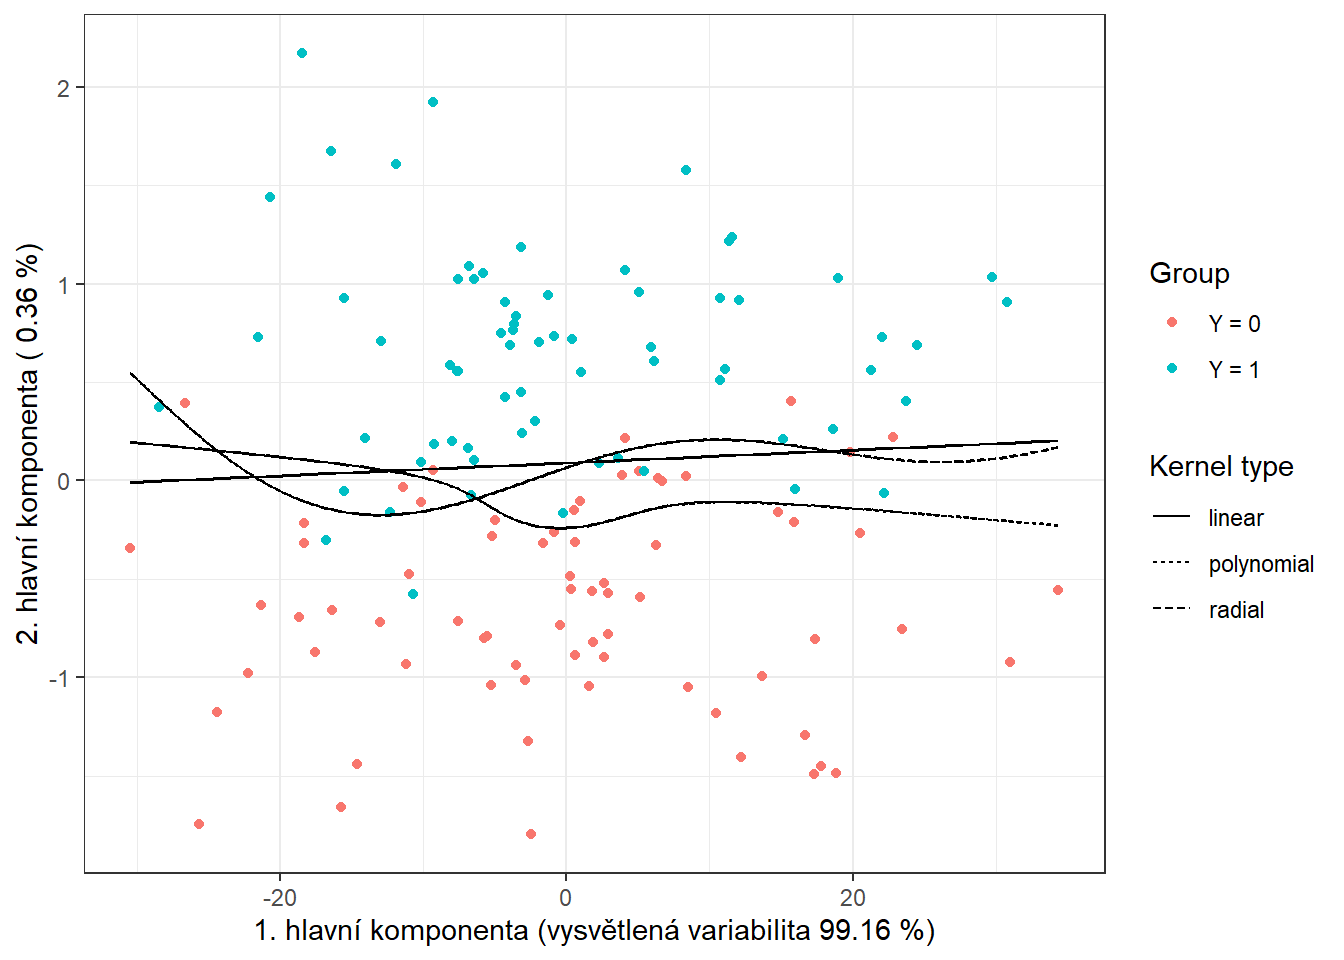 2
1
0
-1
-20
0
20
1. hlavní komponenta (vysvětlená variabilita 99.16 %)
2. hlavní komponenta ( 0.36 %)
Group
Y = 0
Y = 1
Kernel type
linear
polynomial
radial